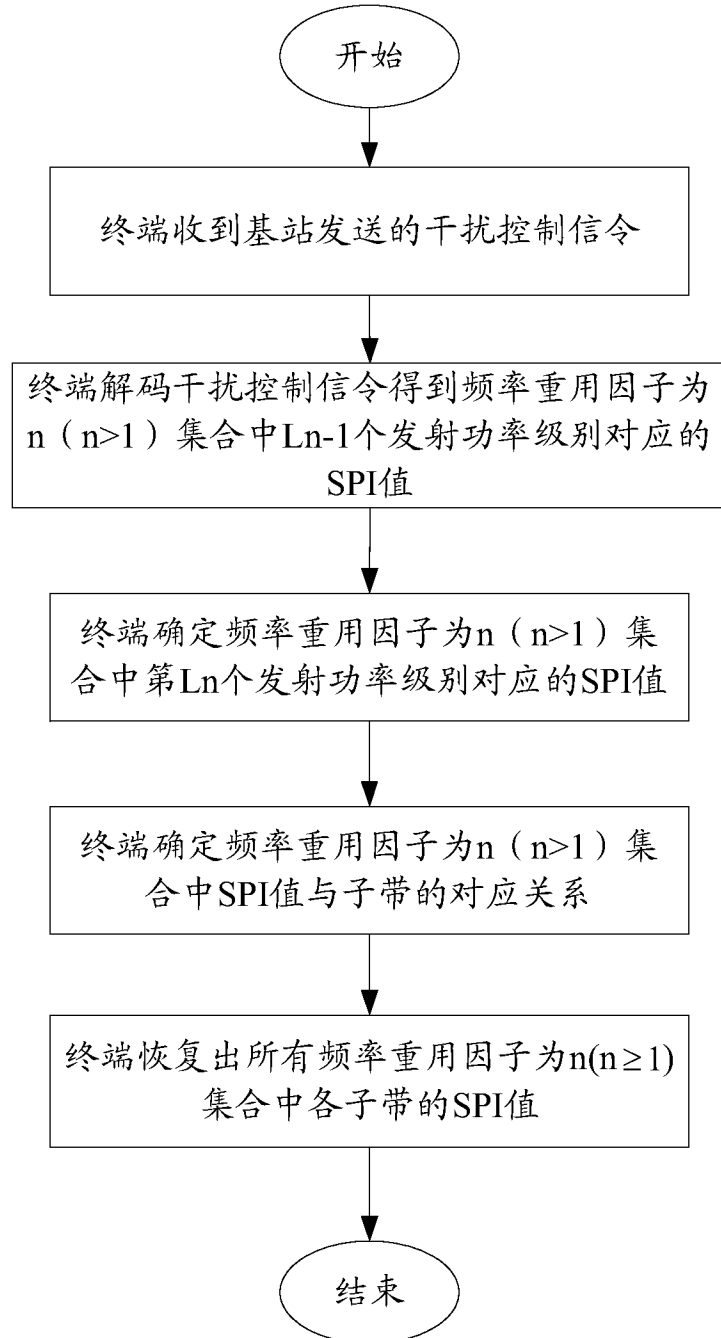 开始
终端收到基站发送的干扰控制信令
终端解码干扰控制信令得到频率重用因子为
n（n>1）集合中Ln-1个发射功率级别对应的
SPI值
终端确定频率重用因子为n（n>1）集
合中第Ln个发射功率级别对应的SPI值
终端确定频率重用因子为n（n>1）集
合中SPI值与子带的对应关系
终端恢复出所有频率重用因子为n(n≥1)
集合中各子带的SPI值
结束